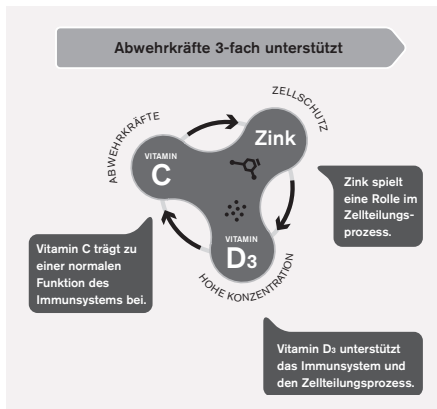 Abwehrkräfte 3-fach unterstützt
ZELLSCHUTZ
ABWEHRKRÄFTE
Zink
VITAMIN
C
Zink spielt
eine Rolle im
Zellteilungs-
prozess.
VITAMIN
D₃
HOHE KONZENTRATION
Vitamin C trägt zu
einer normalen
Funktion des
Immunsystems bei.
Vitamin D₃ unterstützt
das Immunsystem und
den Zellteilungsprozess.